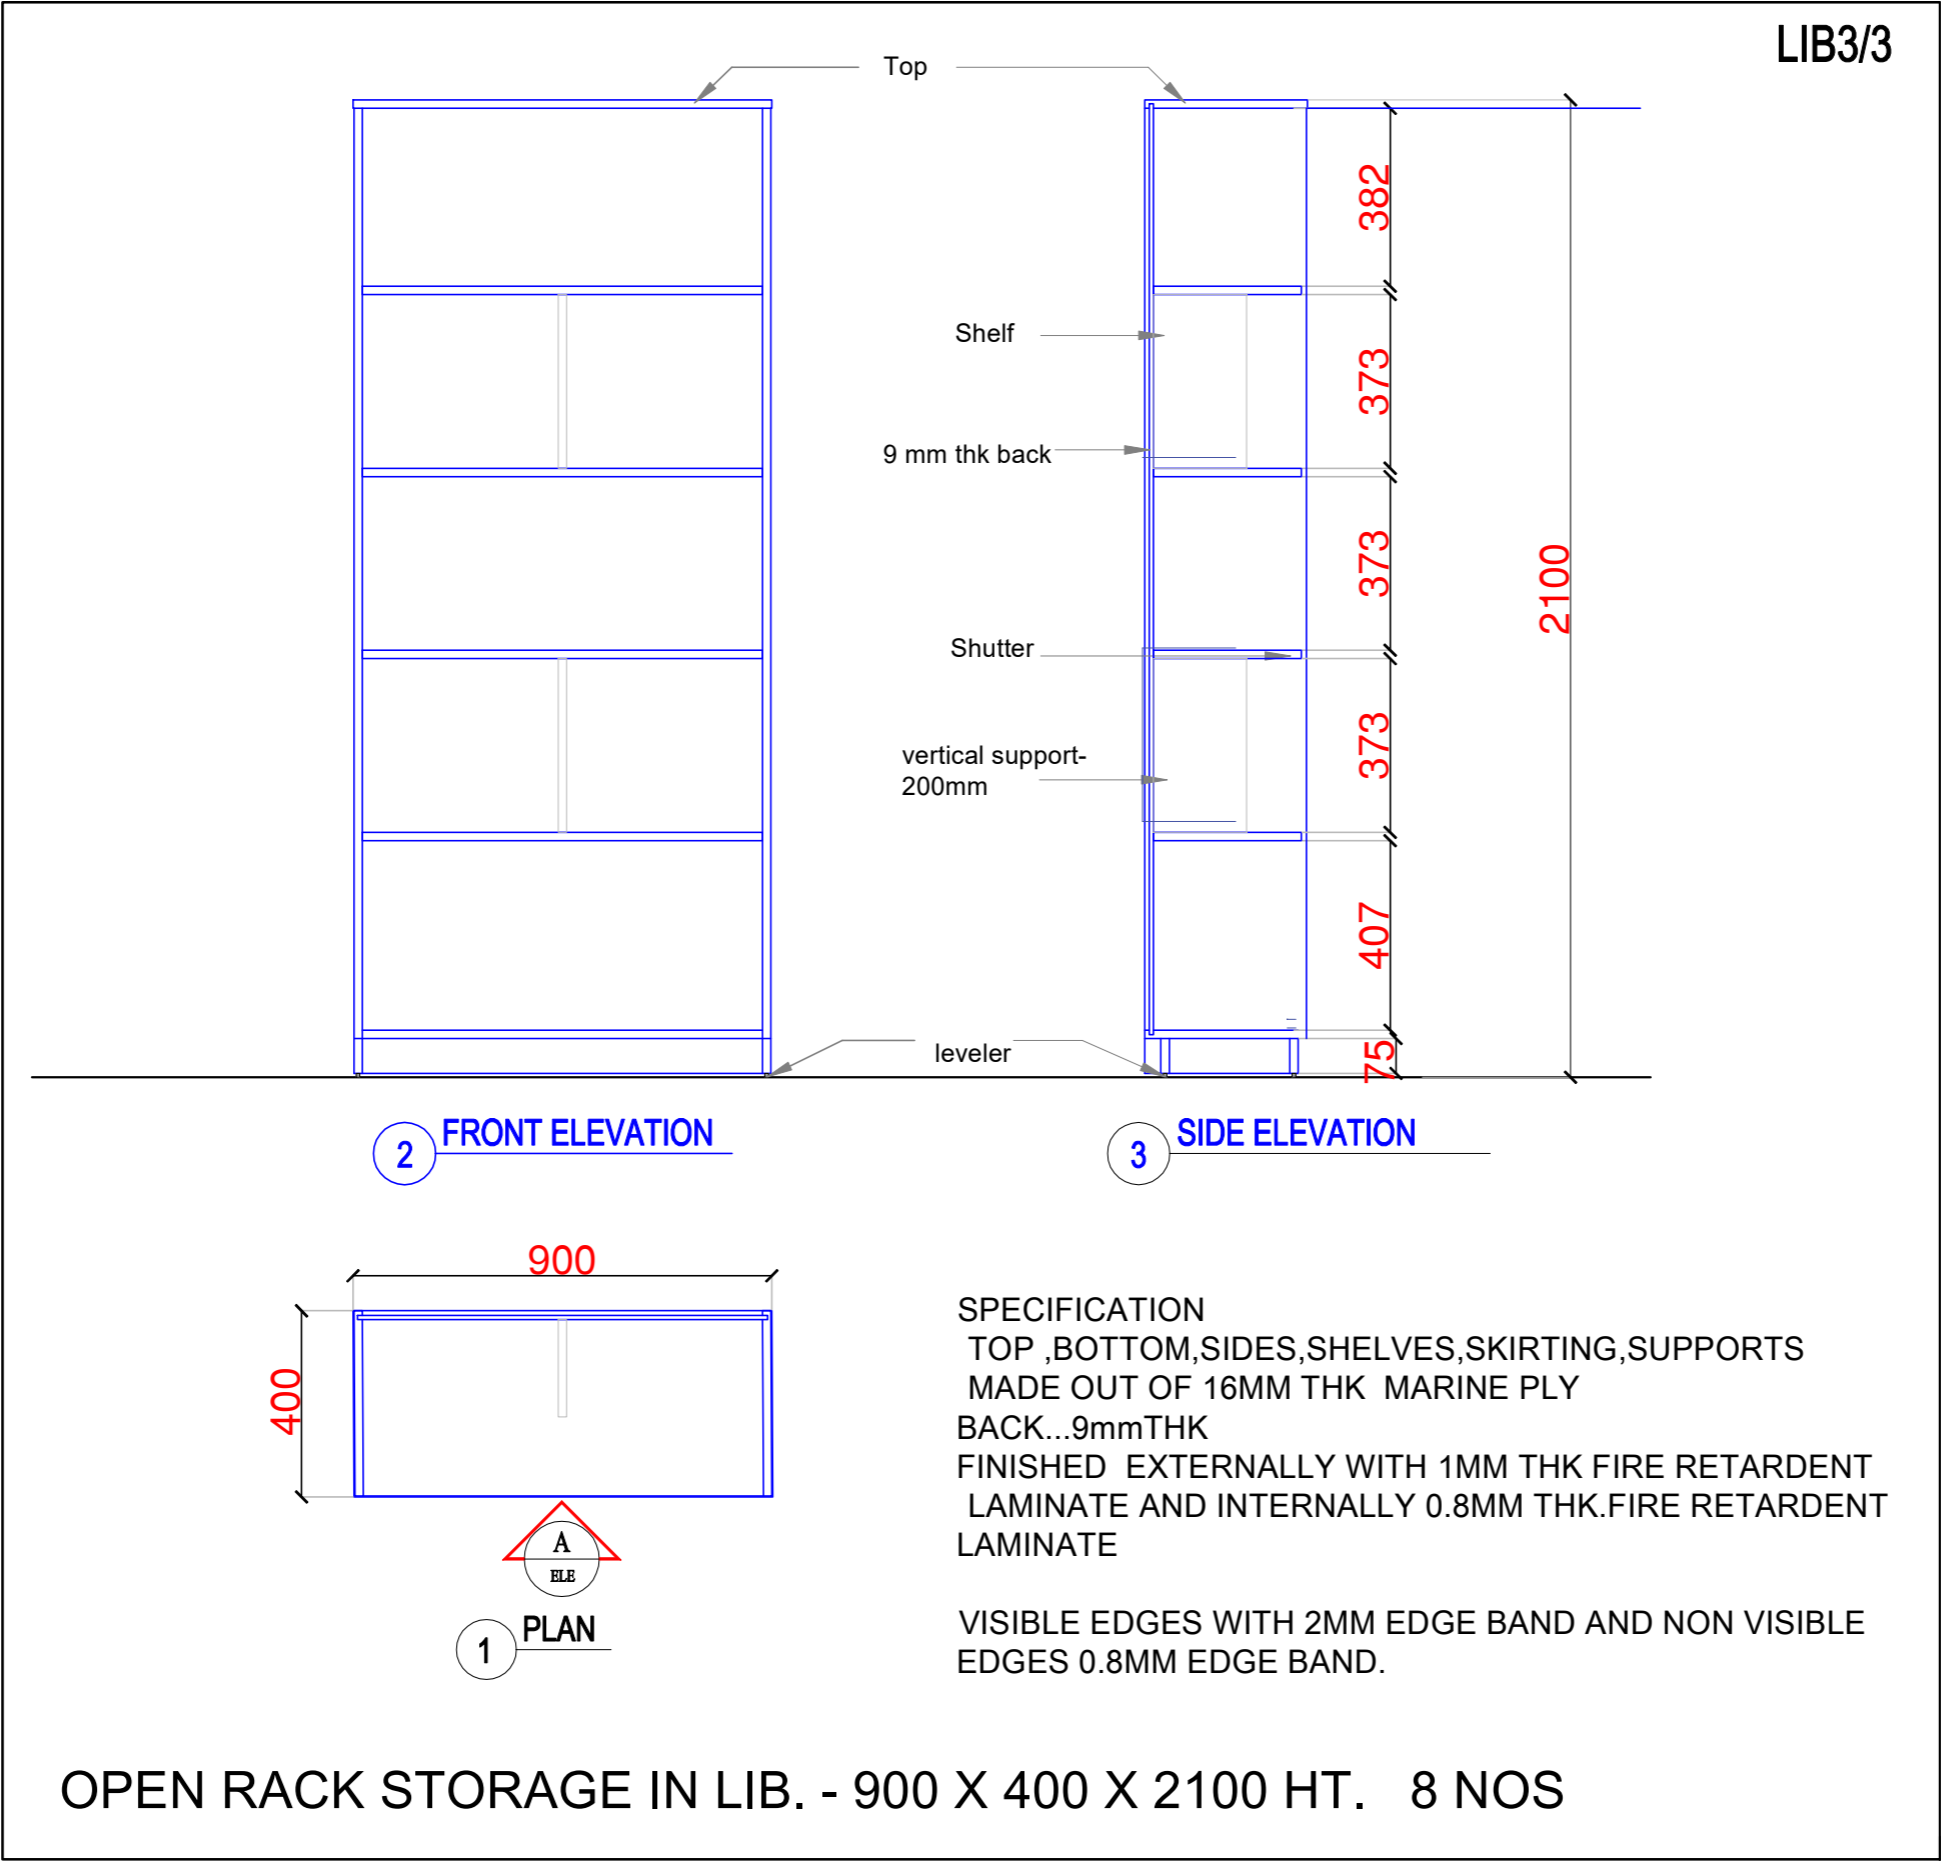 LIB3/3
Top
382
Shelf
373
9 mm thk back
373
2100
Shutter
373
vertical support-
200mm
407
leveler
75
2 FRONT ELEVATION
3 SIDE ELEVATION
900
400
A
ELE
1 PLAN
SPECIFICATION
TOP ,BOTTOM,SIDES,SHELVES,SKIRTING,SUPPORTS
MADE OUT OF 16MM THK MARINE PLY
BACK...9mmTHK
FINISHED EXTERNALLY WITH 1MM THK FIRE RETARDENT
LAMINATE AND INTERNALLY 0.8MM THK.FIRE RETARDENT
LAMINATE
VISIBLE EDGES WITH 2MM EDGE BAND AND NON VISIBLE
EDGES 0.8MM EDGE BAND.
OPEN RACK STORAGE IN LIB. - 900 X 400 X 2100 HT. 8 NOS